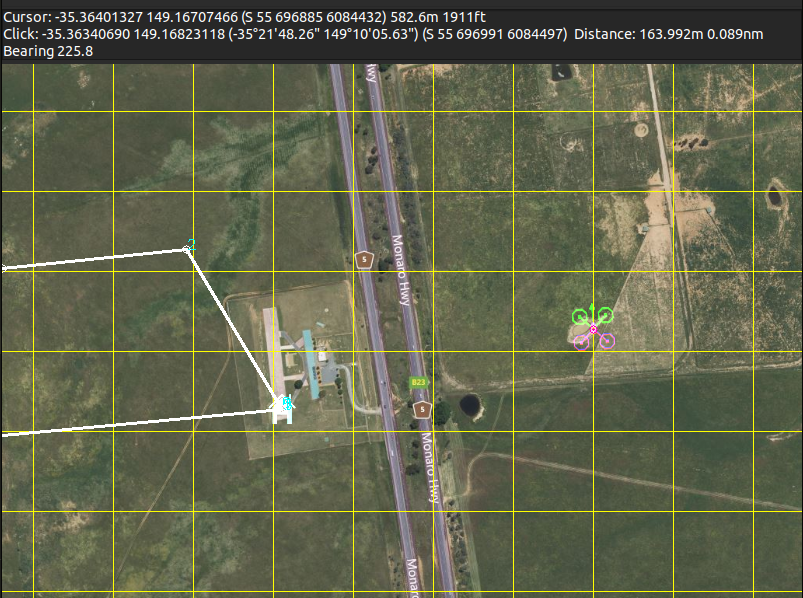 Cursor: -35.36401327 149.16707466 (S 55 696885 6084432) 582.6m 1911ft
Click: -35.36340690 149.16823118 (-35°21'48.26" 149°10'05.63") (S 55 696991 6084497) Distance: 163.992m 0.089nm
Bearing 225.8
wy
5
Monaro Hwy
B23
5
Monaro Hwy
Monaro